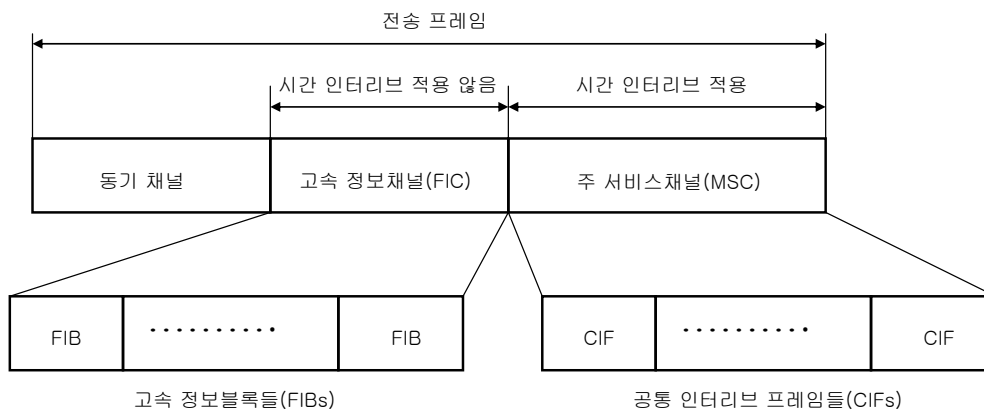 전송 프레임
시간 인터리브 적용 않음
시간 인터리브 적용
동기 채널
고속 정보채널(FIC)
주 서비스채널(MSC)
FIB
FIB
CIF
CIF
고속 정보블록들(FIBs)
공통 인터리브 프레임들(CIFs)